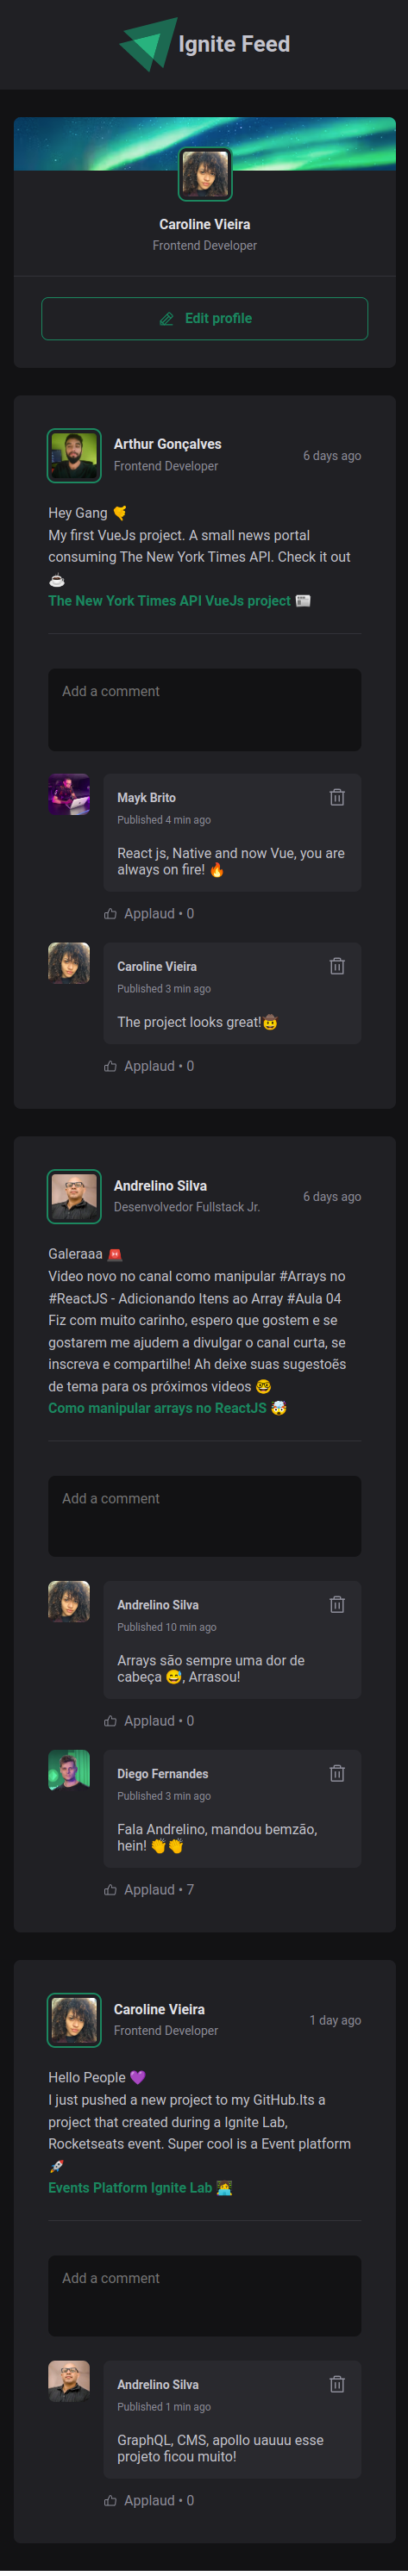 Ignite Feed
Caroline Vieira
Frontend Developer
Edit profile
Arthur Gonçalves
Frontend Developer
6 days ago
Hey Gang 🤙
My first VueJs project. A small news portal
consuming The New York Times API. Check it out
☕
The New York Times API VueJs project 📰
Add a comment
Mayk Brito
Published 4 min ago
React js, Native and now Vue, you are
always on fire! 🔥
Applaud • 0
Caroline Vieira
Published 3 min ago
The project looks great!🤠
Applaud • 0
Andrelino Silva
Desenvolvedor Fullstack Jr.
6 days ago
Galeraaa 🚨
Video novo no canal como manipular #Arrays no
#ReactJS - Adicionando Itens ao Array #Aula 04
Fiz com muito carinho, espero que gostem e se
gostarem me ajudem a divulgar o canal curta, se
inscreva e compartilhe! Ah deixe suas sugestoẽs
de tema para os próximos videos 🤓
Como manipular arrays no ReactJS 🤯
Add a comment
Andrelino Silva
Published 10 min ago
Arrays são sempre uma dor de
cabeça 😅, Arrasou!
Applaud • 0
Diego Fernandes
Published 3 min ago
Fala Andrelino, mandou bemzão,
hein! 👏👏
Applaud • 7
Caroline Vieira
Frontend Developer
1 day ago
Hello People 💜
I just pushed a new project to my GitHub.Its a
project that created during a Ignite Lab,
Rocketseats event. Super cool is a Event platform
🚀
Events Platform Ignite Lab 👩‍💻
Add a comment
Andrelino Silva
Published 1 min ago
GraphQL, CMS, apollo uauuu esse
projeto ficou muito!
Applaud • 0